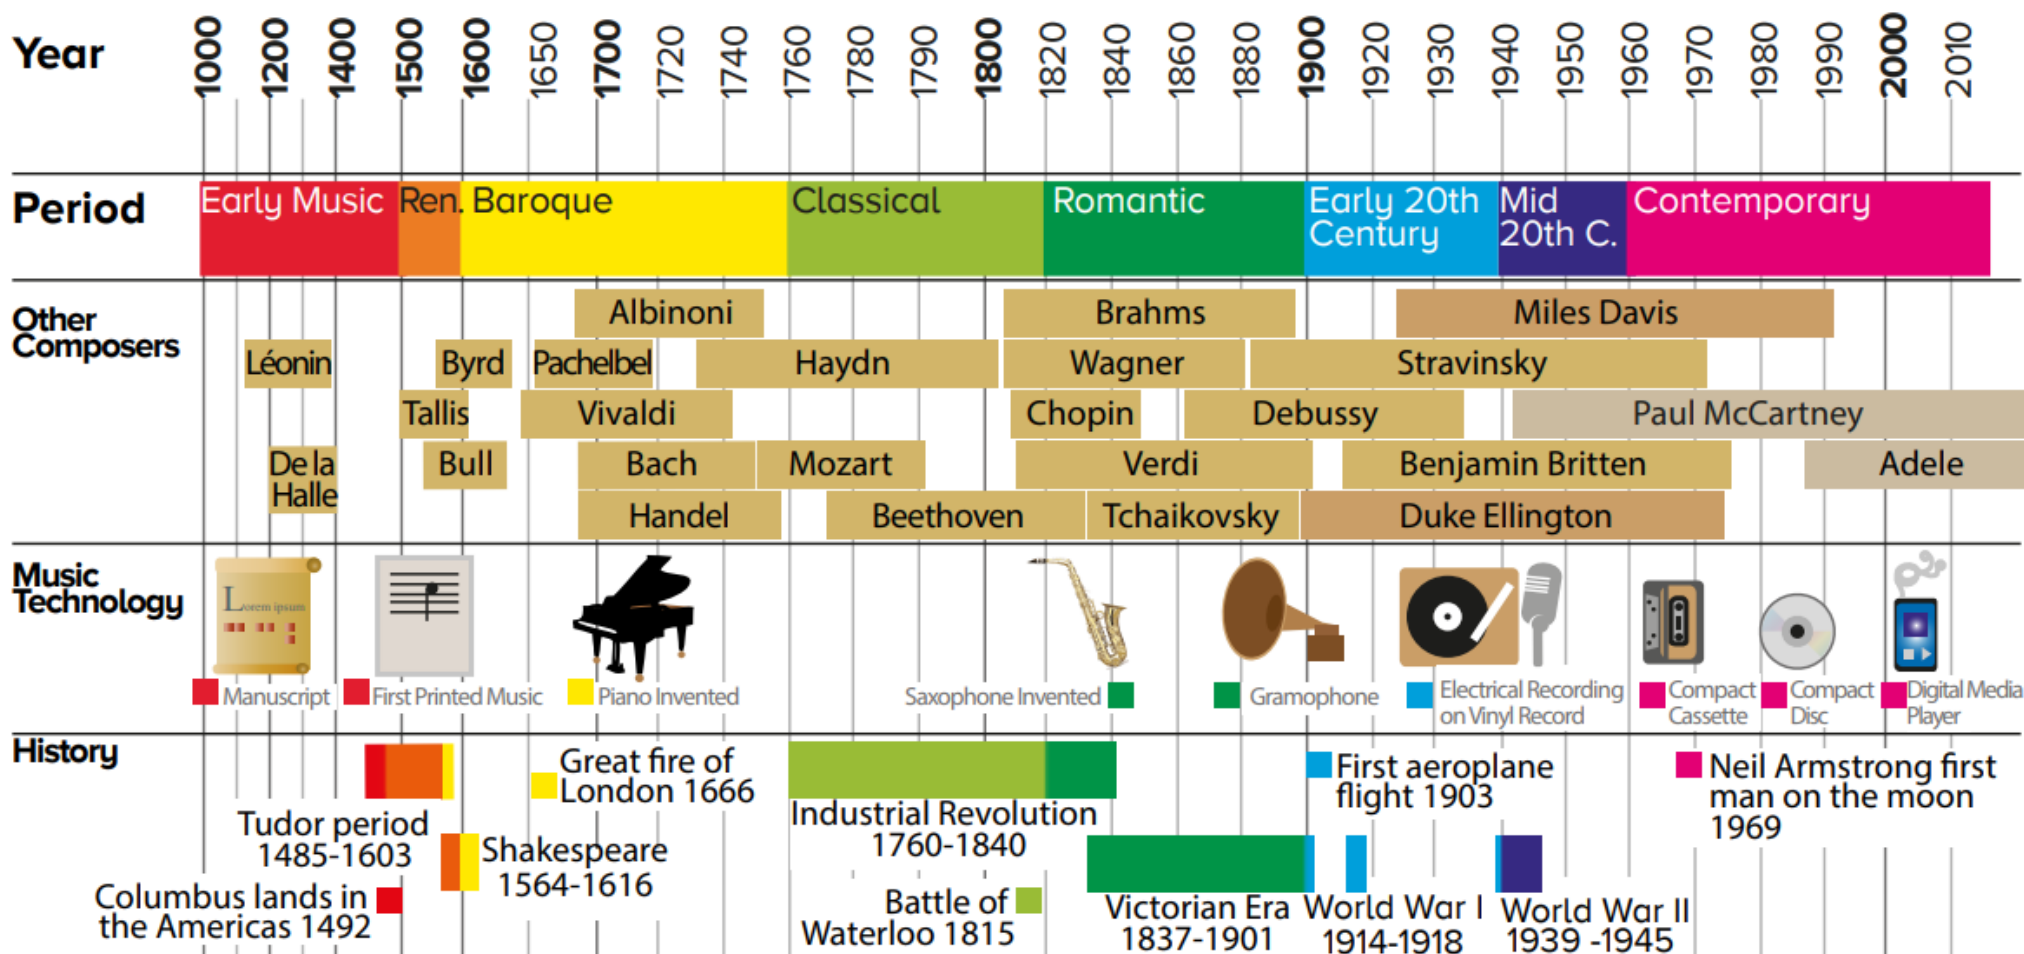 Year
1000
1200
1400
1500
1600
1650
1700
1720
1740
1760
1780
1790
1800
1820
1840
1860
1880
1900
1920
1930
1940
1950
1960
1970
1980
1990
2000
2010
Period
Early Music
Ren.
Baroque
Classical
Romantic
Early 20th
Century
Mid
20th C.
Contemporary
Other
Composers
Albinoni
Brahms
Miles Davis
Léonin
Byrd
Pachelbel
Haydn
Wagner
Stravinsky
Tallis
Vivaldi
Chopin
Debussy
Paul McCartney
De la
Halle
Bull
Bach
Mozart
Verdi
Benjamin Britten
Adele
Handel
Beethoven
Tchaikovsky
Duke Ellington
Music
Technology
Lorem ipsum
Manuscript
First Printed Music
Piano Invented
Saxophone Invented
Gramophone
Electrical Recording
on Vinyl Record
Compact
Cassette
Compact
Disc
Digital Media
Player
History
Tudor period
1485-1603
Columbus lands in
the Americas 1492
Great fire of
London 1666
Shakespeare
1564-1616
Industrial Revolution
1760-1840
Battle of
Waterloo 1815
Victorian Era
1837-1901
First aeroplane
flight 1903
World War I
1914-1918
World War II
1939 -1945
Neil Armstrong first
man on the moon
1969